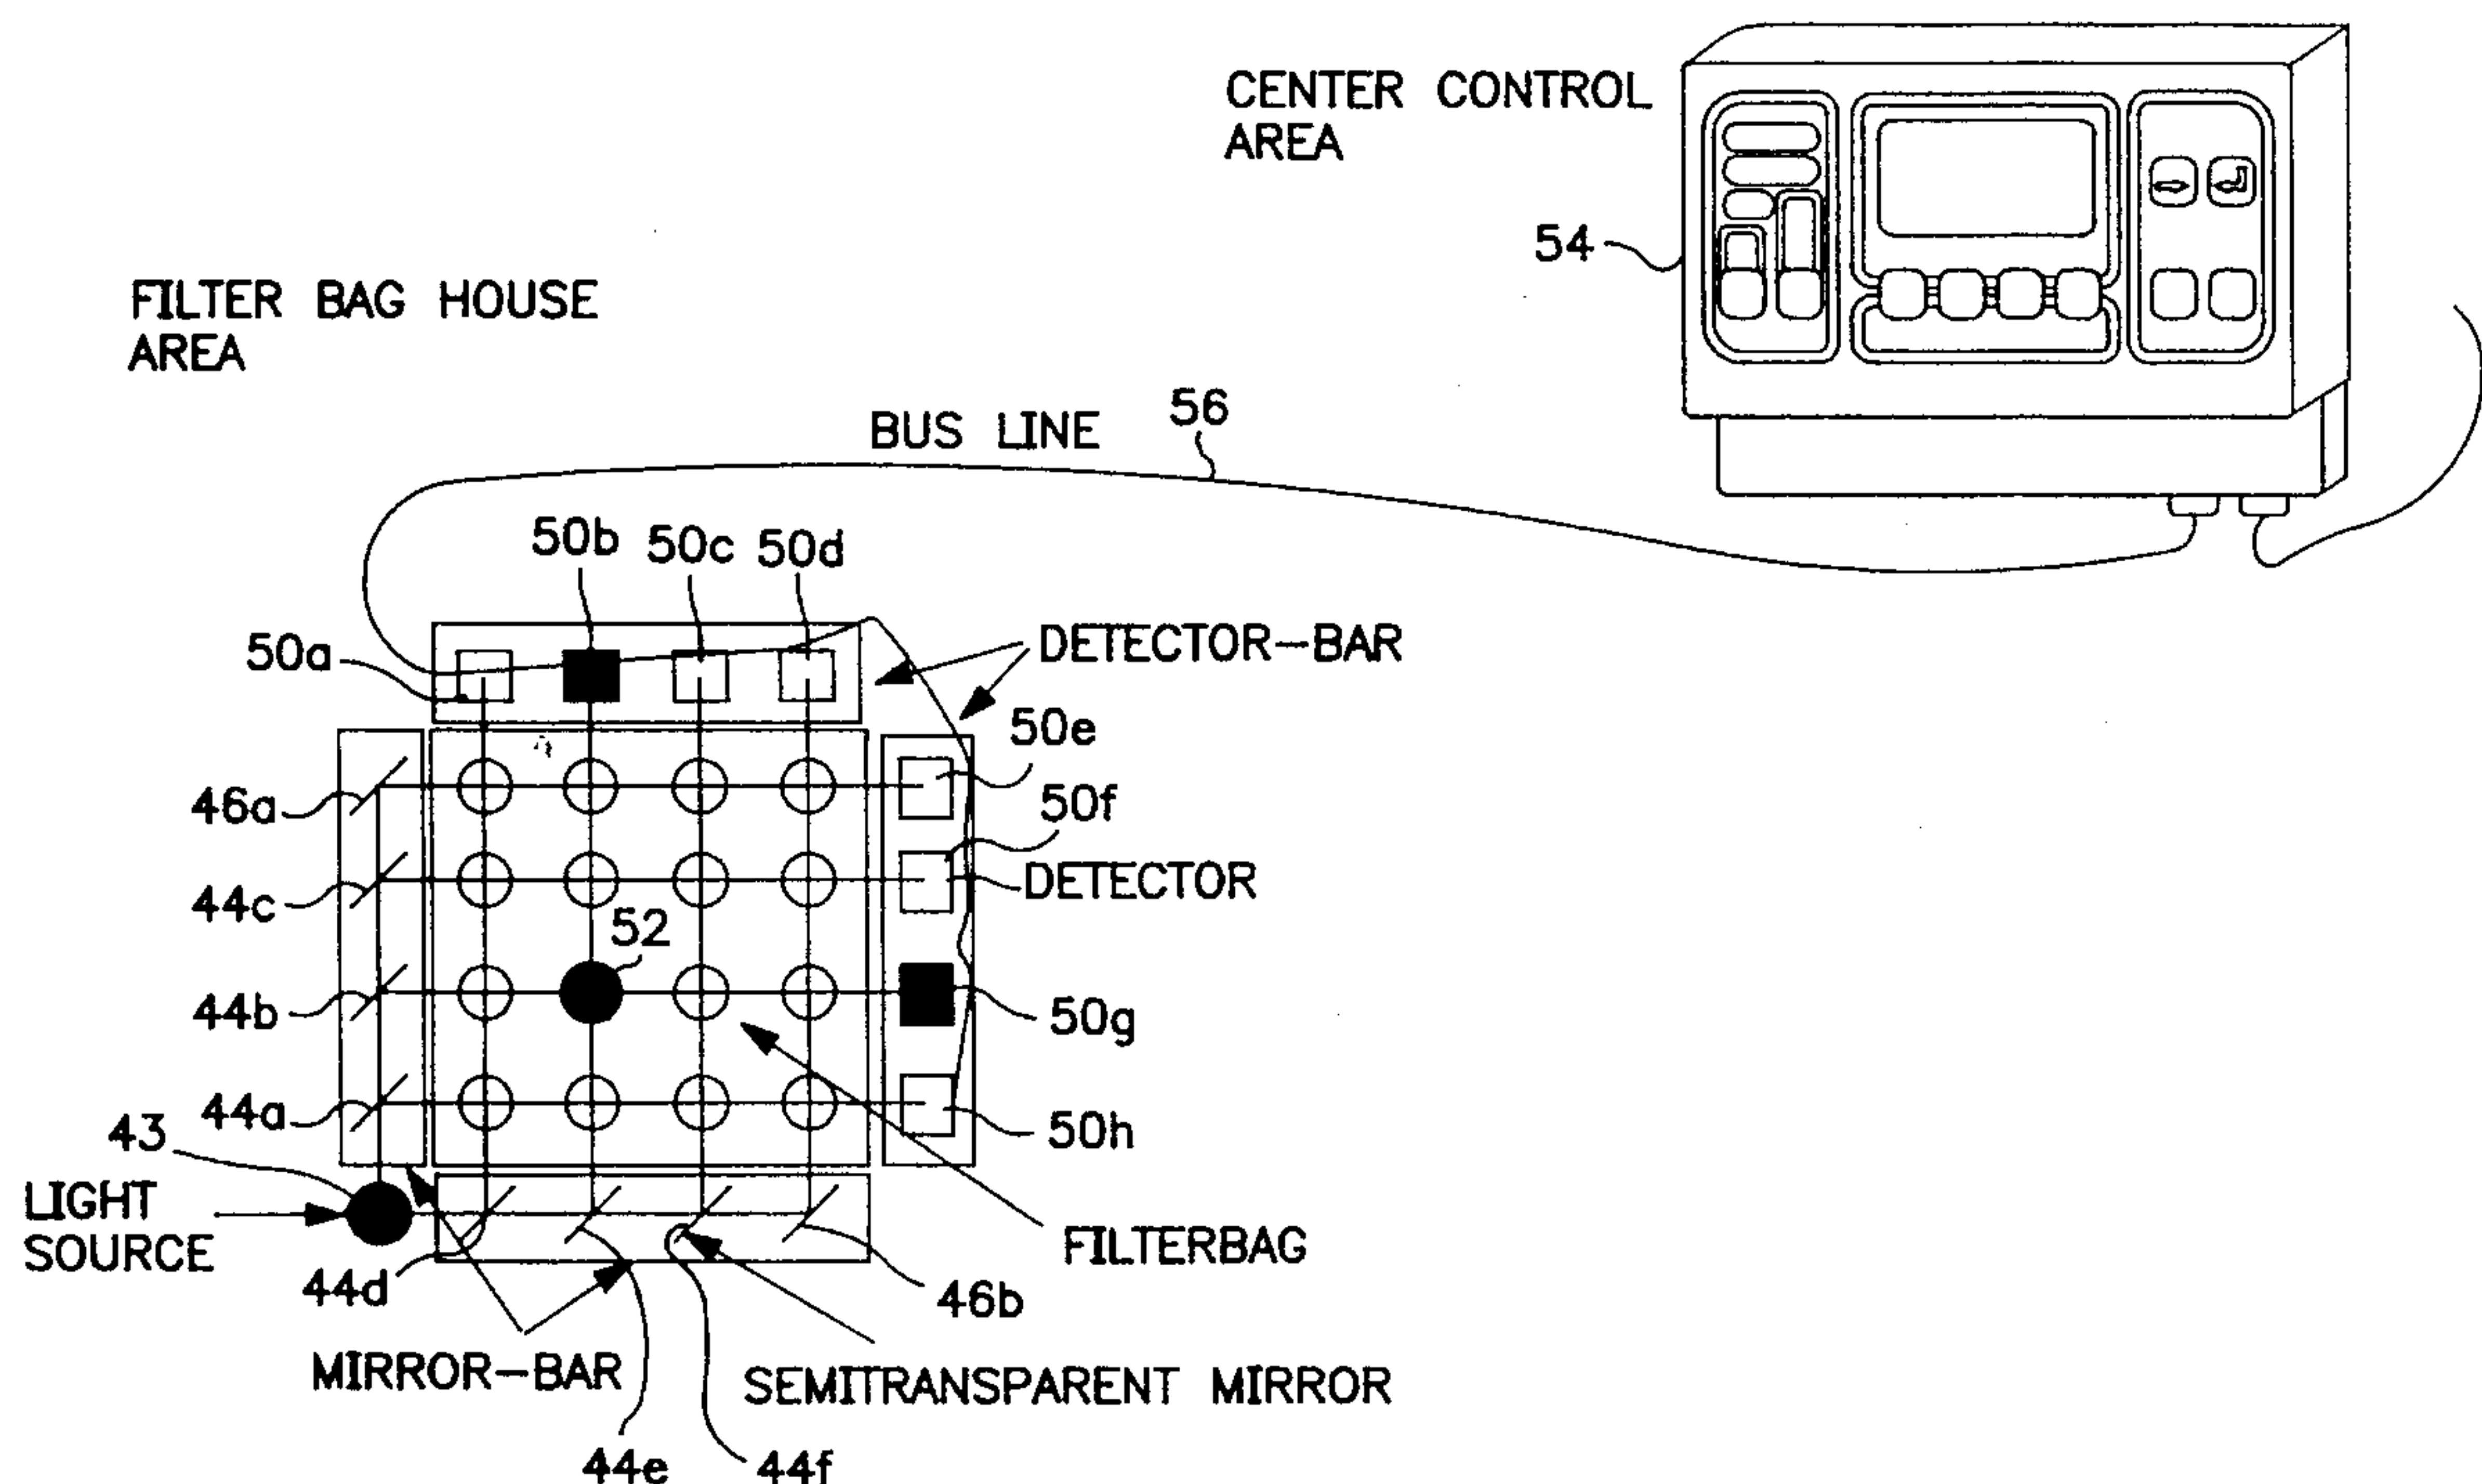 CENTER CONTROL
AREA
54
FILTER BAG HOUSE
AREA
BUS LINE
56
50b
50c
50d
50a
DETECTOR-BAR
50e
46a
50f
44c
DETECTOR
52
44b
50g
44a
43
50h
LIGHT
SOURCE
FILTERBAG
44d
46b
MIRROR-BAR
SEMITRANSPARENT MIRROR
44e
44f